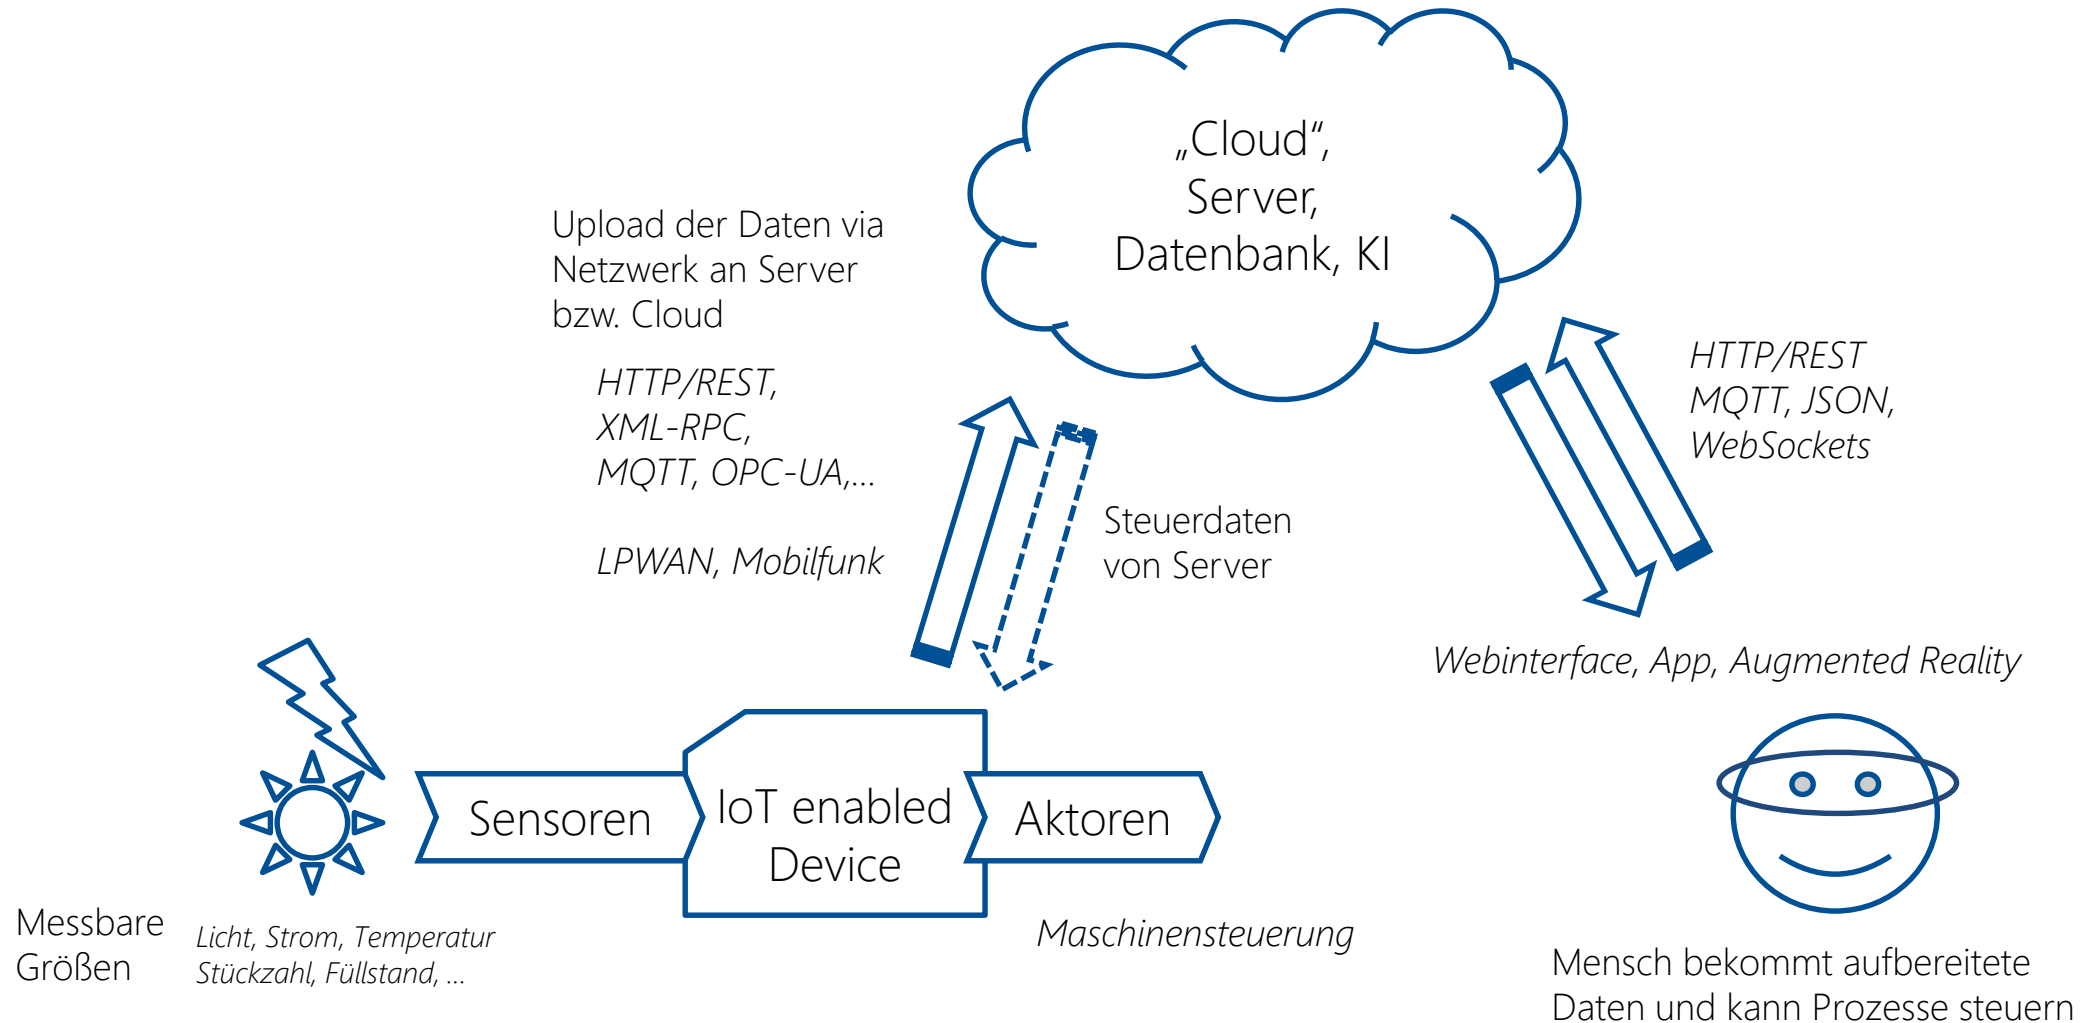 „Cloud“,
Server,
Datenbank, KI
Upload der Daten via
Netzwerk an Server
bzw. Cloud
HTTP/REST,
XML-RPC,
MQTT, OPC-UA,...
LPWAN, Mobilfunk
Steuerdaten
von Server
HTTP/REST
MQTT, JSON,
WebSockets
Webinterface, App, Augmented Reality
Sensoren
IoT enabled
Device
Aktoren
Messbare
Größen
Licht, Strom, Temperatur
Stückzahl, Füllstand, ...
Maschinensteuerung
Mensch bekommt aufbereitete
Daten und kann Prozesse steuern